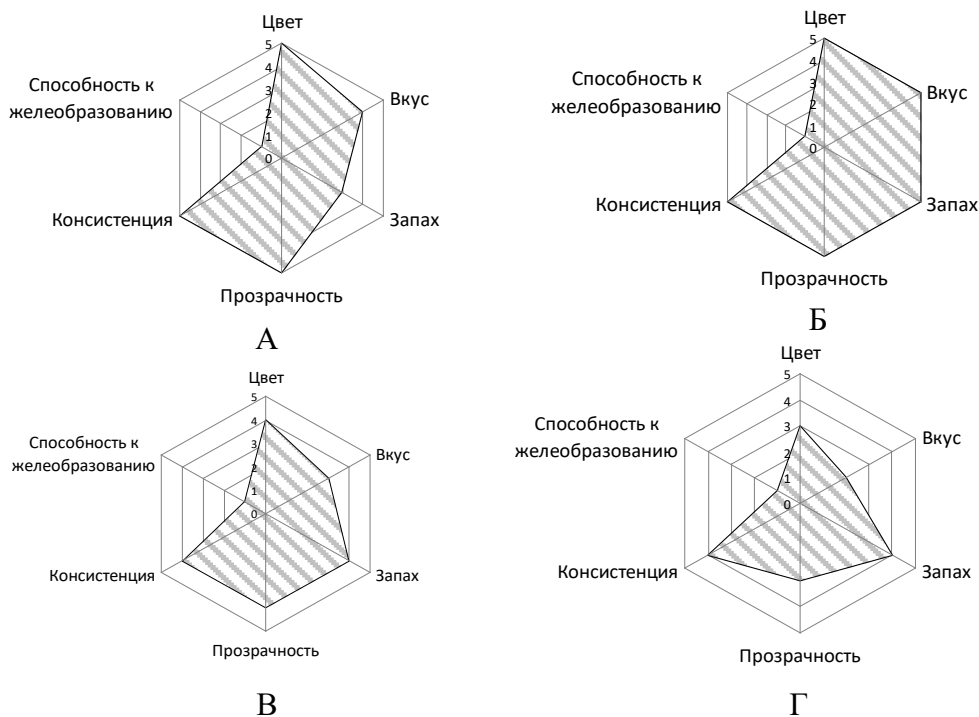 Цвет
5
4
3
2
1
0
Способность к
желеобразованию
Вкус
Консистенция
Запах
Прозрачность
А
Цвет
5
4
3
2
1
0
Способность к
желеобразованию
Вкус
Консистенция
Запах
Прозрачность
Б
Цвет
5
4
3
2
1
0
Способность к
желеобразованию
Вкус
Консистенция
Запах
Прозрачность
В
Цвет
5
4
3
2
1
0
Способность к
желеобразованию
Вкус
Консистенция
Запах
Прозрачность
Г